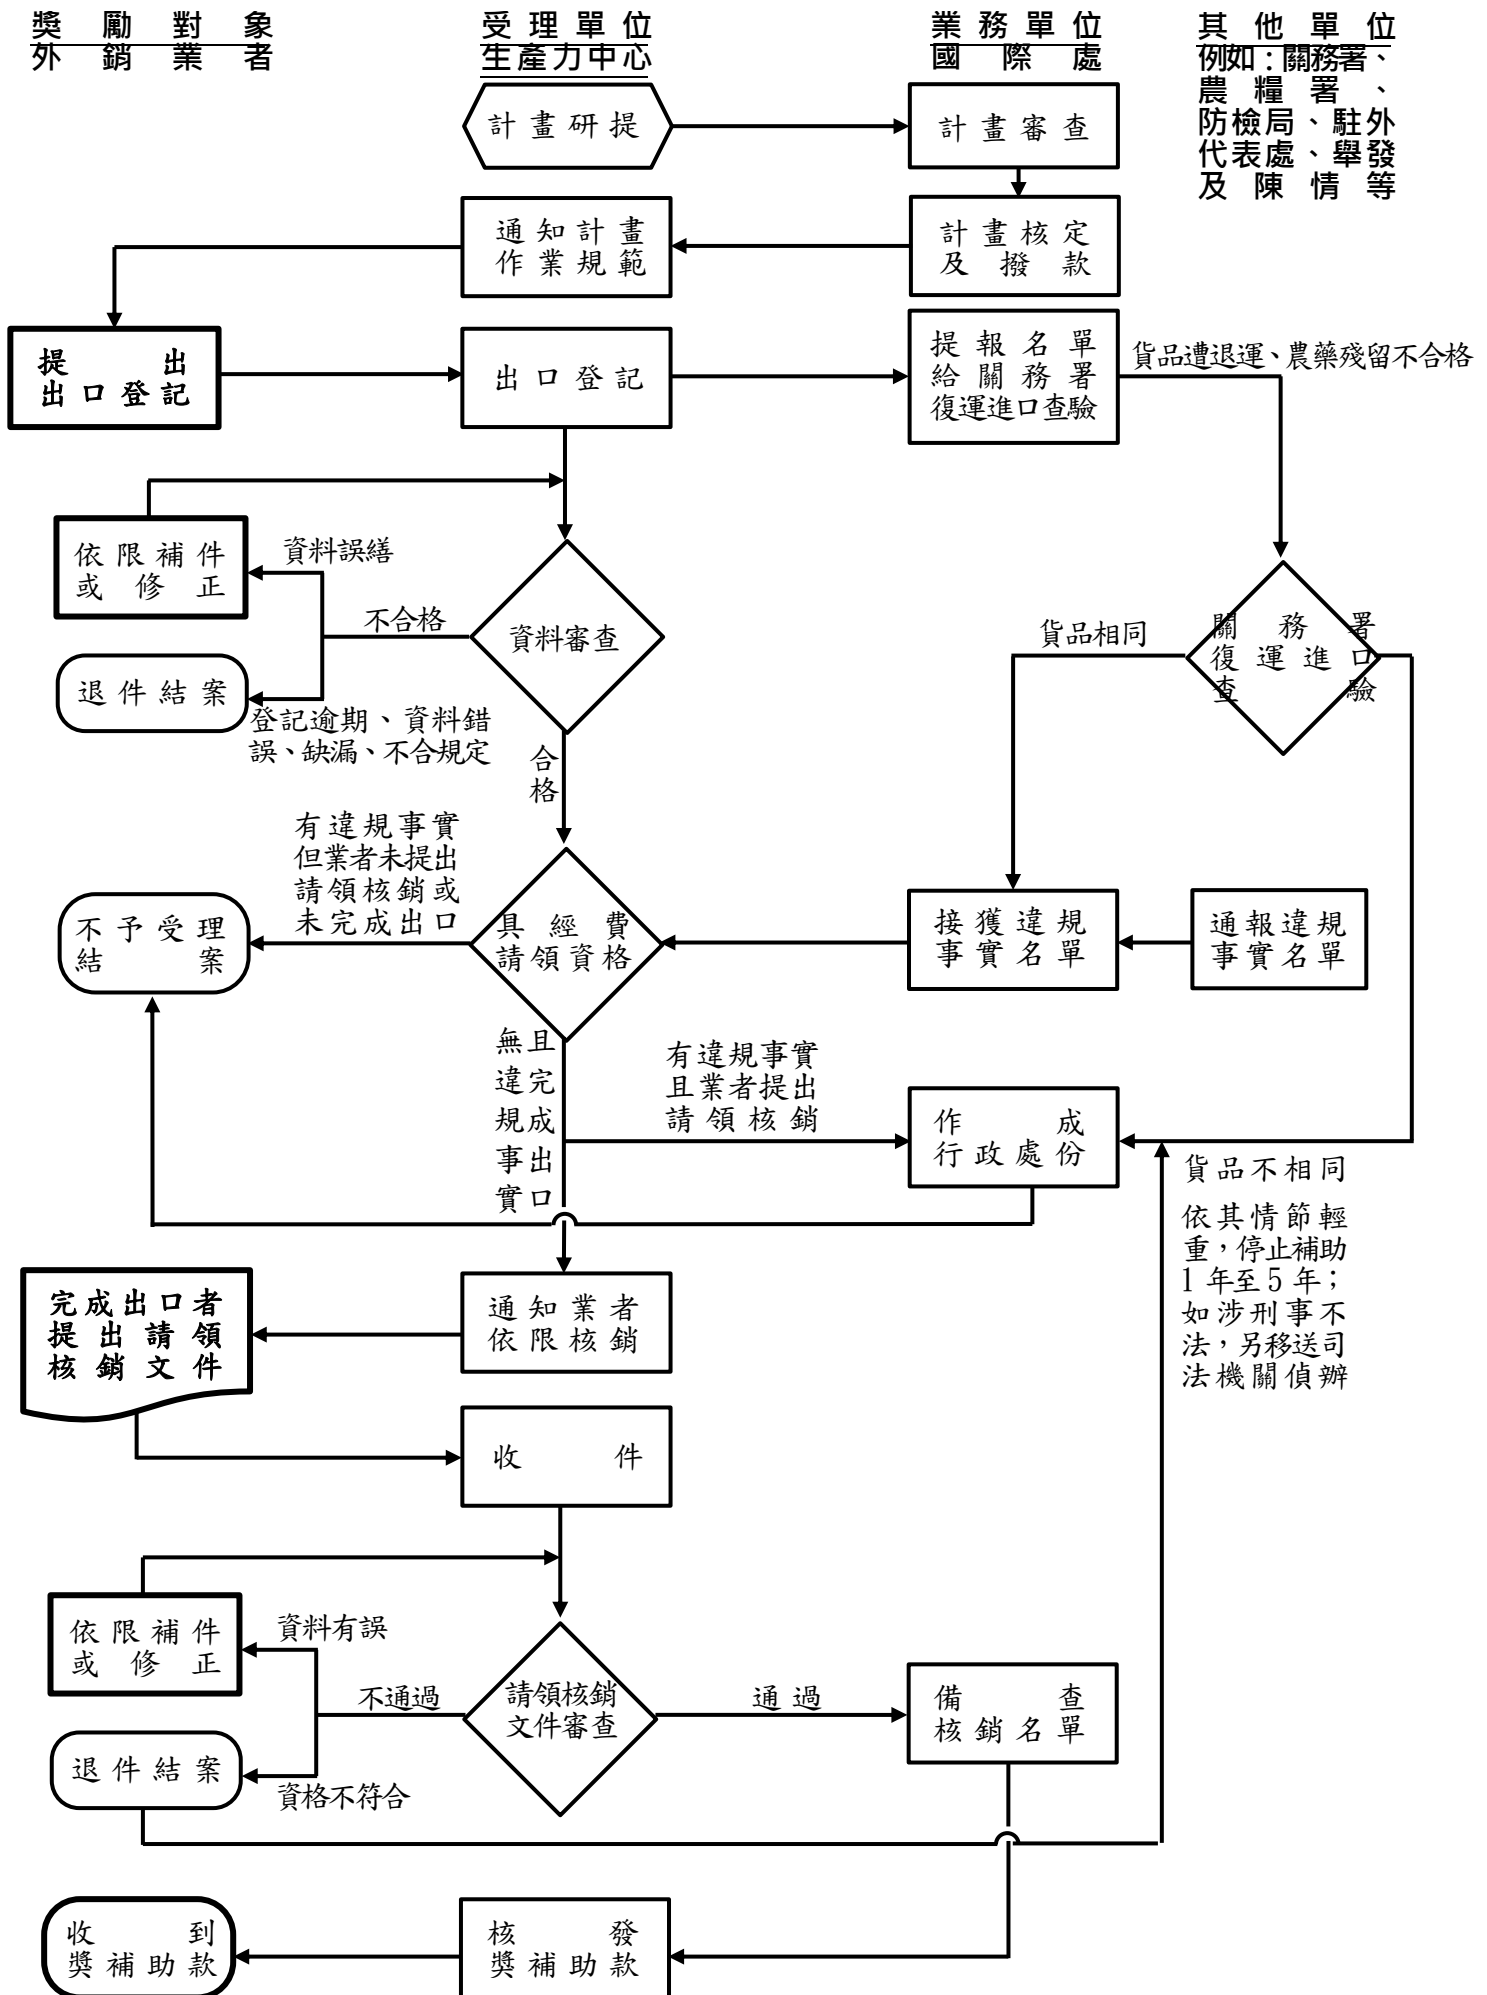 獎勵對象
外銷業者
受理單位
生產力中心
業務單位
國際處
其他單位
例如:關務署、
農糧署、
防檢局、駐外
代表處、舉發
及陳情等
計畫研提
計畫審查
通知計畫
作業規範
計畫核定
及撥款
提出
出口登記
出口登記
提報名單
給關務署
復運進口查驗
貨品遭退運、農藥殘留不合格
依限補件
或修正
資料誤繕
不合格
資料審查
退件結案
登記逾期、資料錯
誤、缺漏、不合規定
合
格
貨品相同
關務署
復運進口
查驗
有違規事實
但業者未提出
請領核銷或
未完成出口
不予受理
結案
具經費
請領資格
接獲違規
事實名單
通報違規
事實名單
無且
違完
規成
事出
實口
有違規事實
且業者提出
請領核銷
作成
行政處份
貨品不相同
依其情節輕
重，停止補助
1年至5年；
如涉刑事不
法，另移送司
法機關偵辦
完成出口者
提出請領
核銷文件
通知業者
依限核銷
收件
依限補件
或修正
資料有誤
不通過
請領核銷
文件審查
通過
備查
核銷名單
退件結案
資格不符合
收到
獎補助款
核發
獎補助款